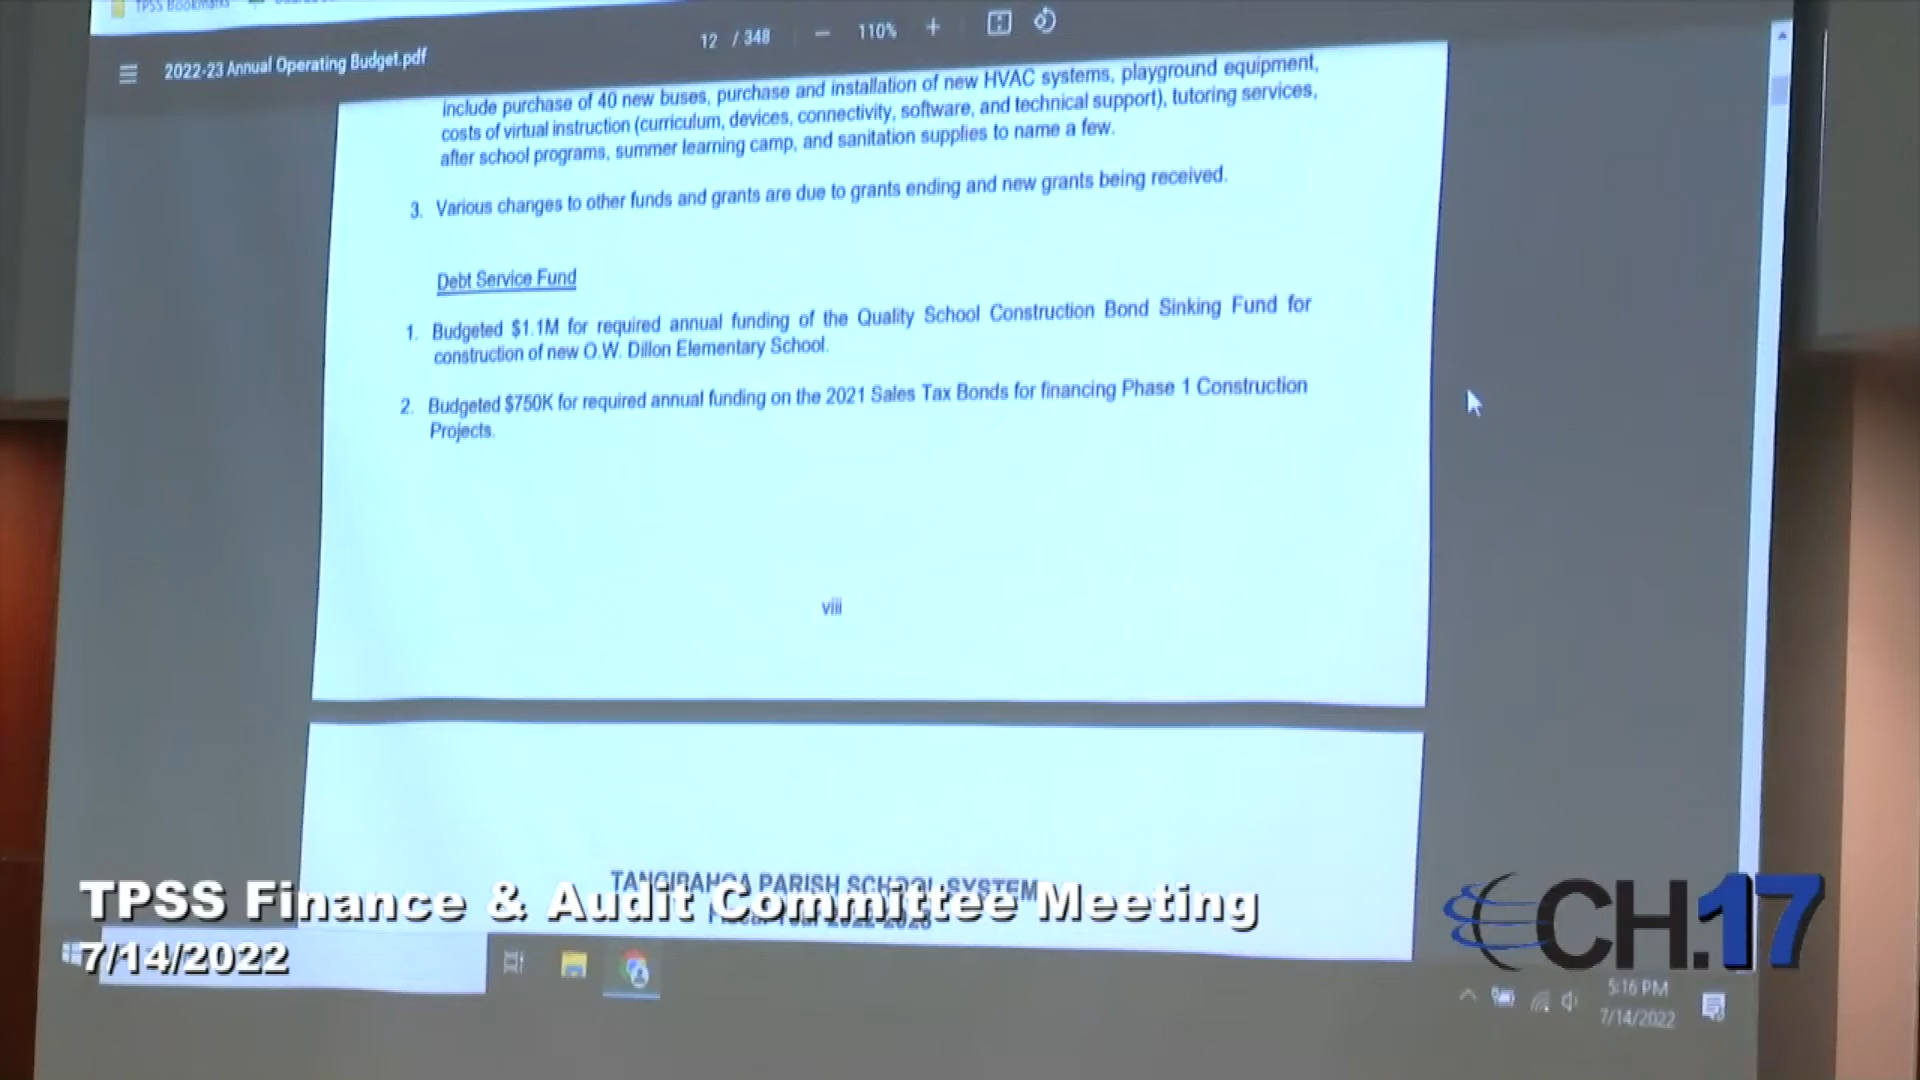 TPSS Bookmarks
2022-23 Annual Operating Budget.pdf
12 / 348
110%
include purchase of 40 new buses, purchase and installation of new HVAC systems, playground equipment,
costs of virtual instruction (curriculum, devices, connectivity, software, and technical support), tutoring services,
after school programs, summer learning camp, and sanitation supplies to name a few.
3. Various changes to other funds and grants are due to grants ending and new grants being received.
Debt Service Fund
1. Budgeted $1.1M for required annual funding of the Quality School Construction Bond Sinking Fund for
construction of new O.W. Dillon Elementary School.
2. Budgeted $750K for required annual funding on the 2021 Sales Tax Bonds for financing Phase 1 Construction
Projects.
viii
TANGIPAHOA PARISH SCHOOL SYSTEM
Fiscal Year 2022-2023
TPSS Finance & Audit Committee Meeting
7/14/2022
CH.17
5:16 PM
7/14/2022